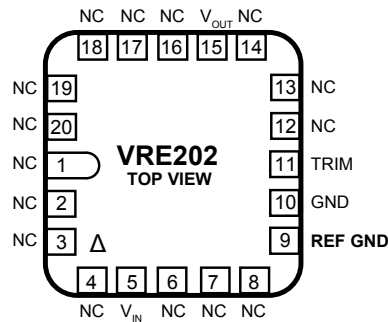 NC NC NC VOUT NC
18 17 16 15 14
NC 19 13 NC
NC 20 12 NC
NC 1 VRE202 11 TRIM
TOP VIEW
NC 2 10 GND
NC 3 Δ 9 REF GND
4 5 6 7 8
NC VIN NC NC NC